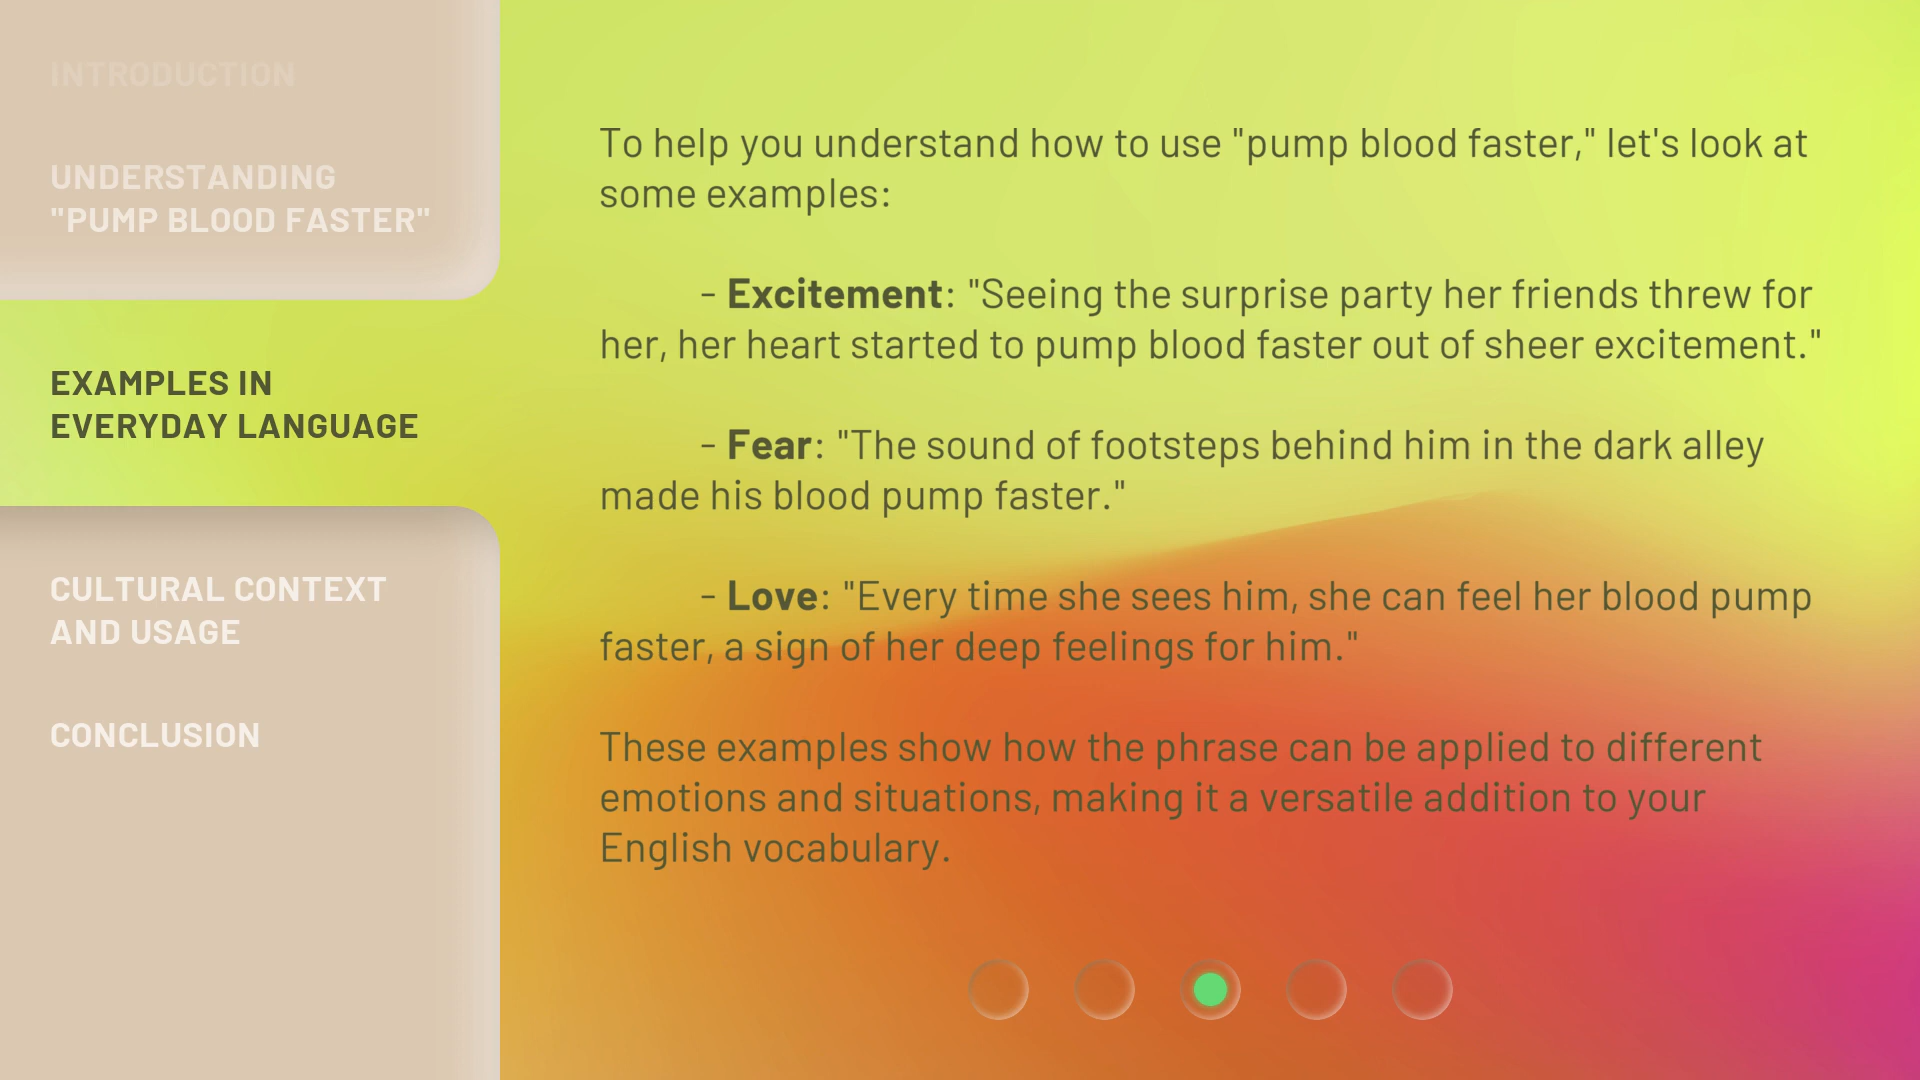 INTRODUCTION
UNDERSTANDING
"PUMP BLOOD FASTER"
EXAMPLES IN
EVERYDAY LANGUAGE
CULTURAL CONTEXT
AND USAGE
CONCLUSION
To help you understand how to use "pump blood faster," let's look at
some examples:
- Excitement: "Seeing the surprise party her friends threw for
her, her heart started to pump blood faster out of sheer excitement."
- Fear: "The sound of footsteps behind him in the dark alley
made his blood pump faster."
- Love: "Every time she sees him, she can feel her blood pump
faster, a sign of her deep feelings for him."
These examples show how the phrase can be applied to different
emotions and situations, making it a versatile addition to your
English vocabulary.